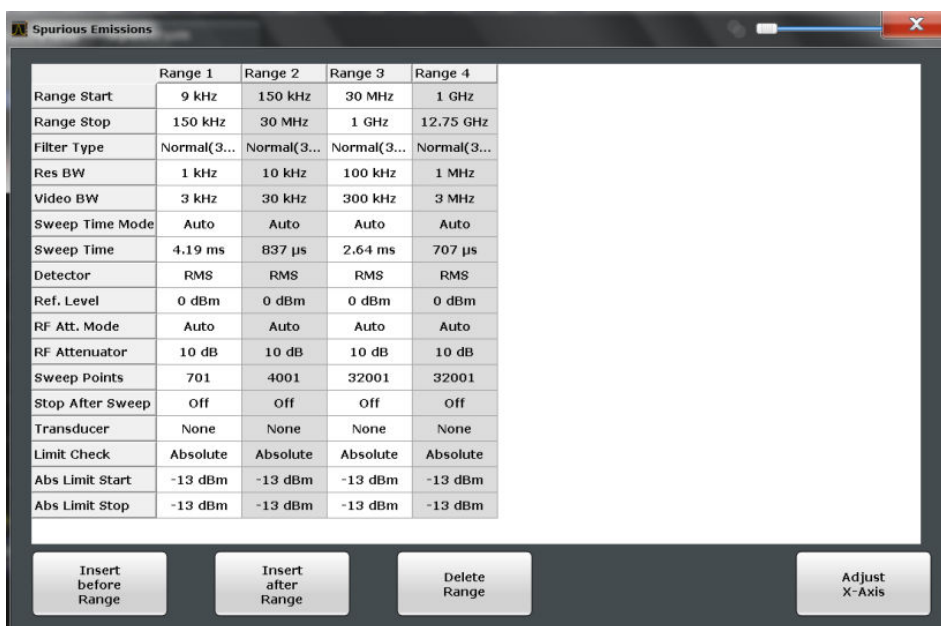 Spurious Emissions
Range 1 Range 2 Range 3 Range 4
Range Start 9 kHz 150 kHz 30 MHz 1 GHz
Range Stop 150 kHz 30 MHz 1 GHz 12.75 GHz
Filter Type Normal(3... Normal(3... Normal(3... Normal(3...
Res BW 1 kHz 10 kHz 100 kHz 1 MHz
Video BW 3 kHz 30 kHz 300 kHz 3 MHz
Sweep Time Mode Auto Auto Auto Auto
Sweep Time 4.19 ms 837 µs 2.64 ms 707 µs
Detector RMS RMS RMS RMS
Ref. Level 0 dBm 0 dBm 0 dBm 0 dBm
RF Att. Mode Auto Auto Auto Auto
RF Attenuator 10 dB 10 dB 10 dB 10 dB
Sweep Points 701 4001 32001 32001
Stop After Sweep Off Off Off Off
Transducer None None None None
Limit Check Absolute Absolute Absolute Absolute
Abs Limit Start -13 dBm -13 dBm -13 dBm -13 dBm
Abs Limit Stop -13 dBm -13 dBm -13 dBm -13 dBm
Insert
before
Range
Insert
after
Range
Delete
Range
Adjust
X-Axis